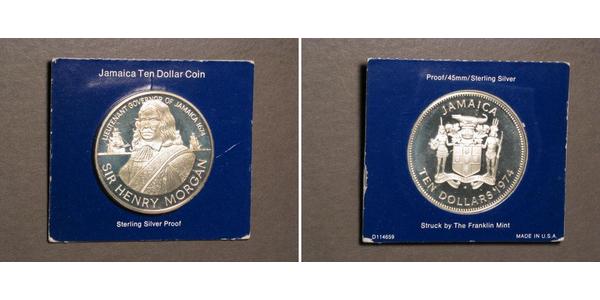 Jamaica Ten Dollar Coin
LIEUTENANT GOVERNOR OF JAMAICA 1674
SIR HENRY MORGAN
Sterling Silver Proof
Proof/45mm/Sterling Silver
JAMAICA
TEN DOLLARS 1974
Struck by The Franklin Mint
D114659
MADE IN U.S.A.